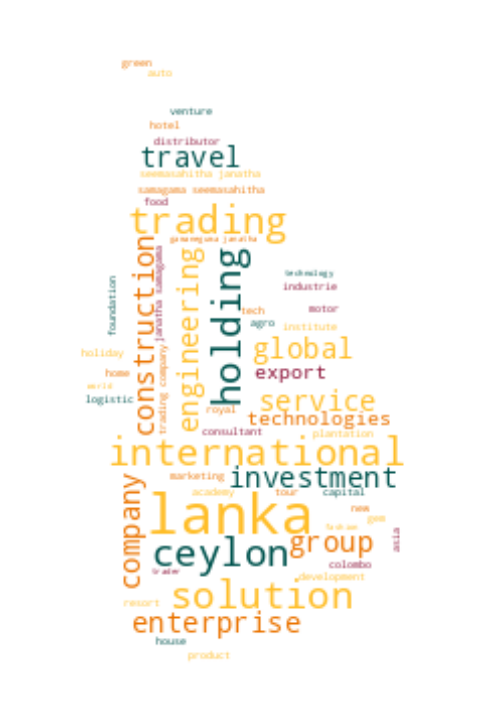 green
auto
venture
hotel
distributor
travel
seemasahitha janatha
samagama seemasahitha
food
trading
construction
janatha samagama
engineering
holding
technology
industrie
foundation
tech
motor
agro
institute
holiday
trading company
global
home
export
world
logistic
royal
service
technologies
consultant
plantation
international
marketing
investment
company
academy
tour
capital
lanka
new
gem
asia
ceylon
group
colombo
trader
development
solution
resort
enterprise
house
product